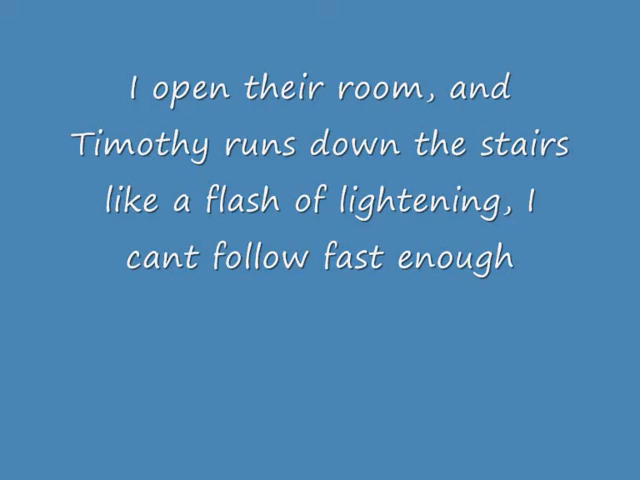 I open their room, and
Timothy runs down the stairs
like a flash of lightening, I
cant follow fast enough